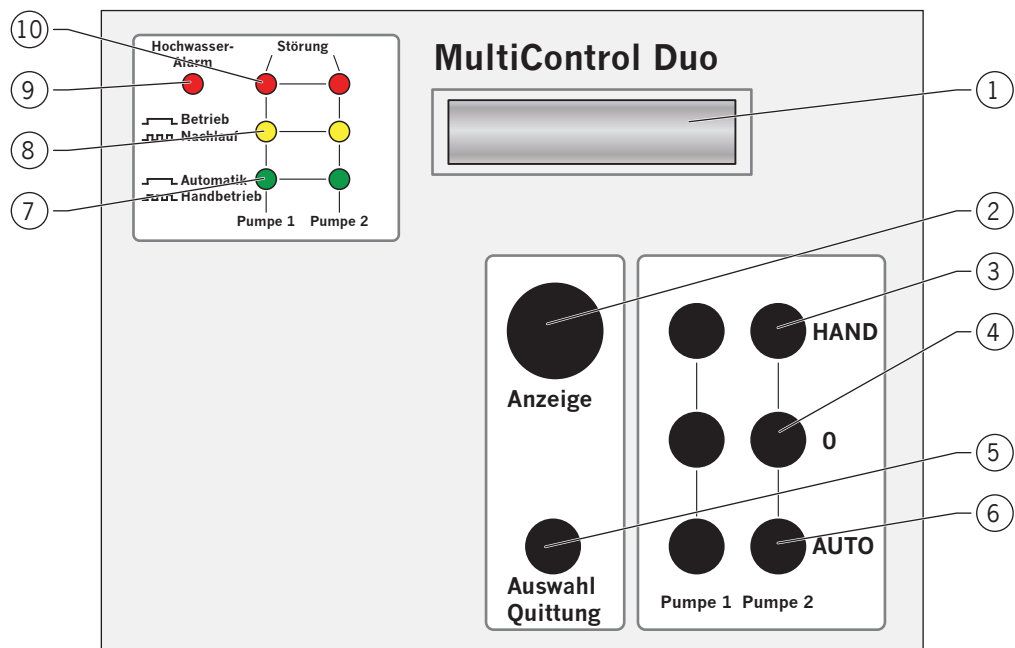 10
Hochwasser-
Alarm
Störung
MultiControl Duo
9
1
Betrieb
Nachlauf
8
Automatik
Handbetrieb
7
Pumpe 1 Pumpe 2
2
3
HAND
4
Anzeige
0
5
6
AUTO
Auswahl
Quittung
Pumpe 1 Pumpe 2